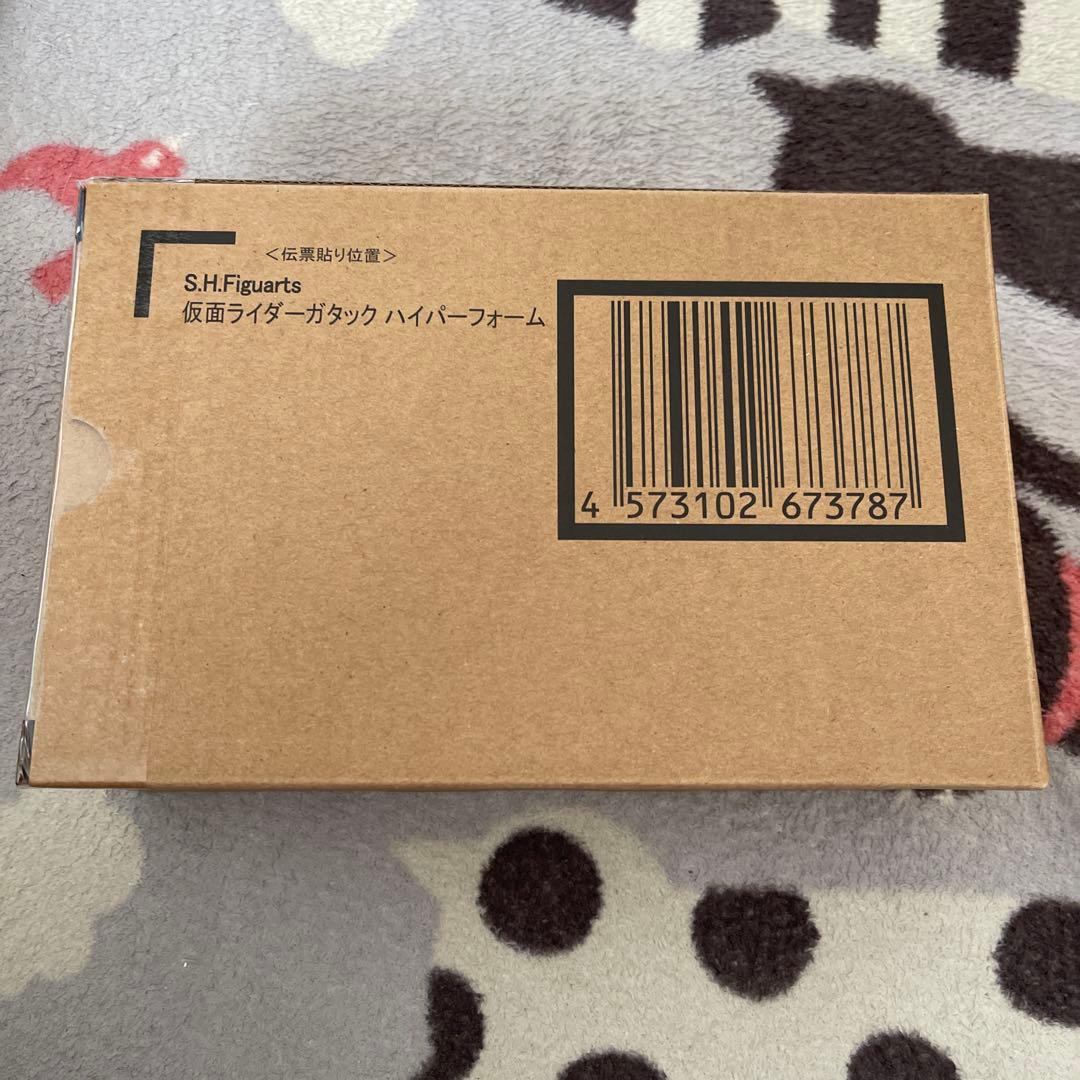 ＜伝票貼り位置＞
S.H.Figuarts
仮面ライダーガタック ハイパーフォーム
4 573102 673787